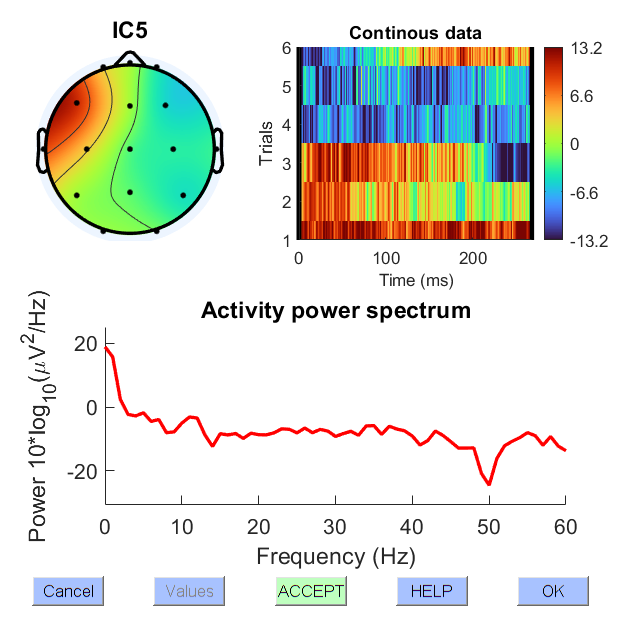 IC5
Continous data
Trials
6
5
4
3
2
1
0
100
200
Time (ms)
13.2
6.6
0
-6.6
-13.2
Activity power spectrum
Power 10*log10(μV2/Hz)
20
0
-20
0
10
20
30
40
50
60
Frequency (Hz)
Cancel
Values
ACCEPT
HELP
OK